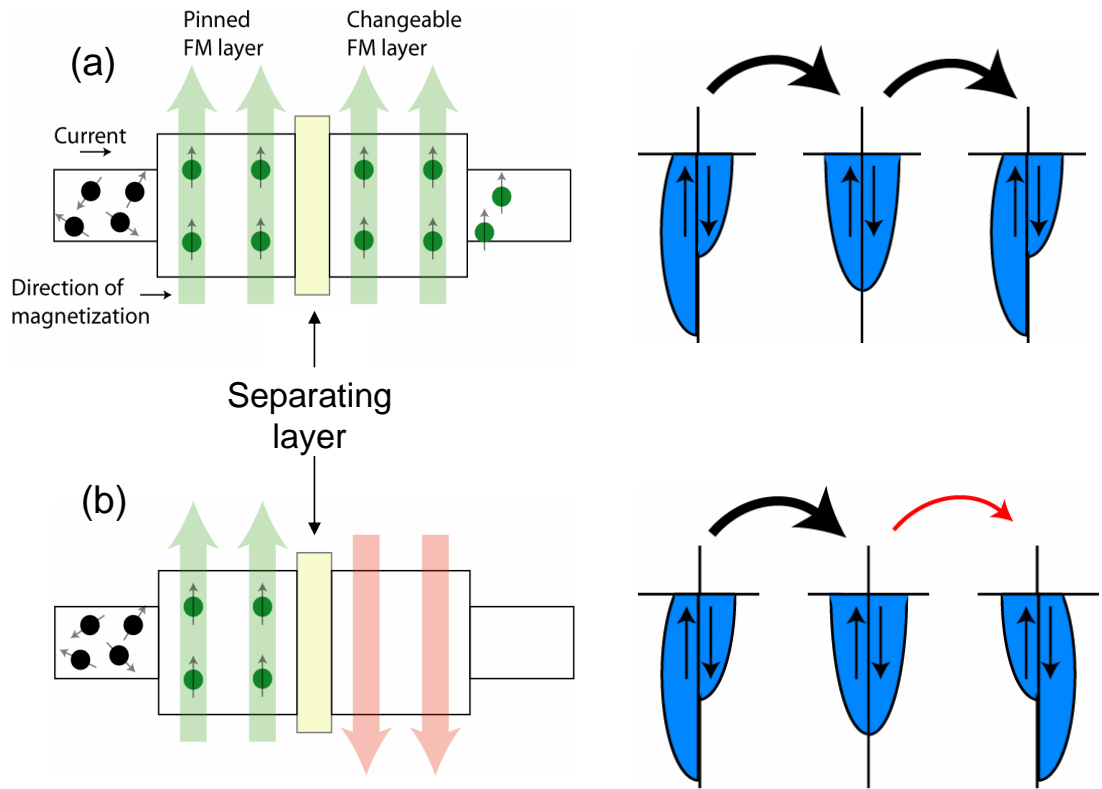 (a)
Pinned
FM layer
Changeable
FM layer
Current
Direction of
magnetization
Separating
layer
(b)